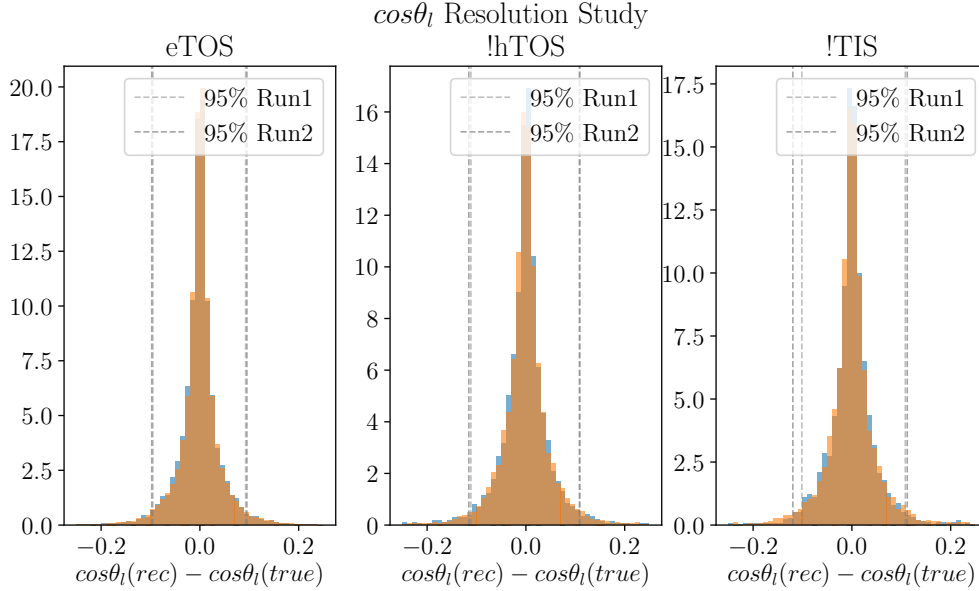 cosθ_l Resolution Study
eTOS
!hTOS
!TIS
95% Run1
95% Run2
95% Run1
95% Run2
95% Run1
95% Run2
20.0
17.5
15.0
12.5
10.0
7.5
5.0
2.5
0.0
16
14
12
10
8
6
4
2
0
17.5
15.0
12.5
10.0
7.5
5.0
2.5
0.0
−0.2 0.0 0.2
−0.2 0.0 0.2
−0.2 0.0 0.2
cosθ_l(rec) − cosθ_l(true)
cosθ_l(rec) − cosθ_l(true)
cosθ_l(rec) − cosθ_l(true)